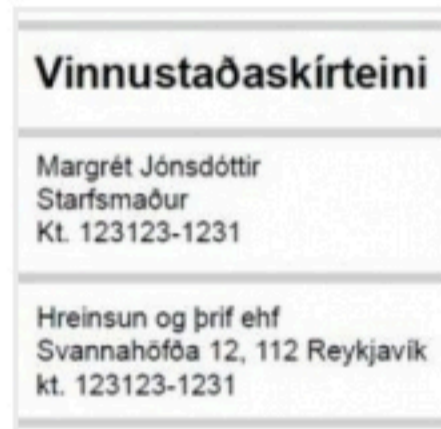 Vinnustaðaskírteini
Margrét Jónsdóttir
Starfsmaður
Kt. 123123-1231
Hreinsun og þrif ehf
Svannahöfða 12, 112 Reykjavík
kt. 123123-1231